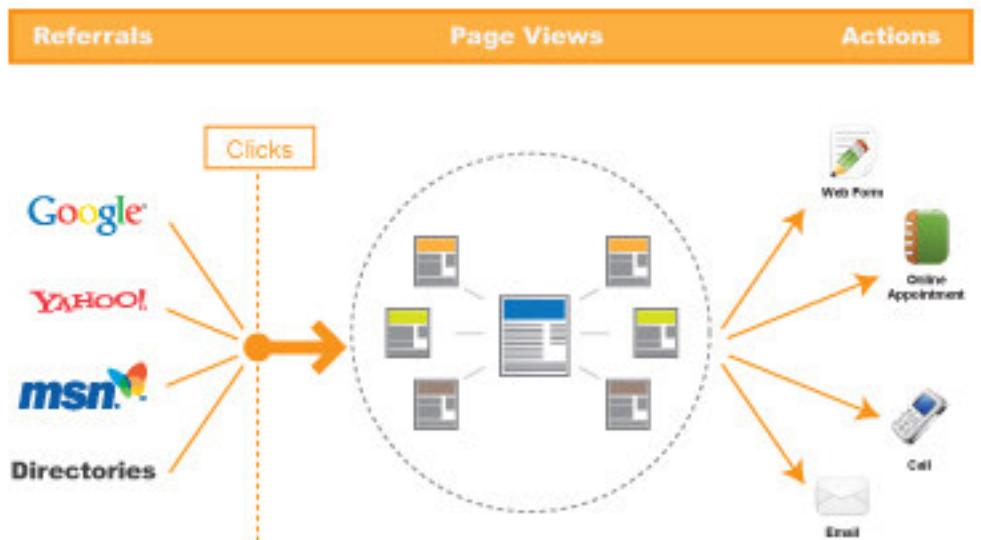 Referrals
Page Views
Actions
Clicks
Google
YAHOO!
msn
Directories
Web Form
Online
Appointment
Call
Email